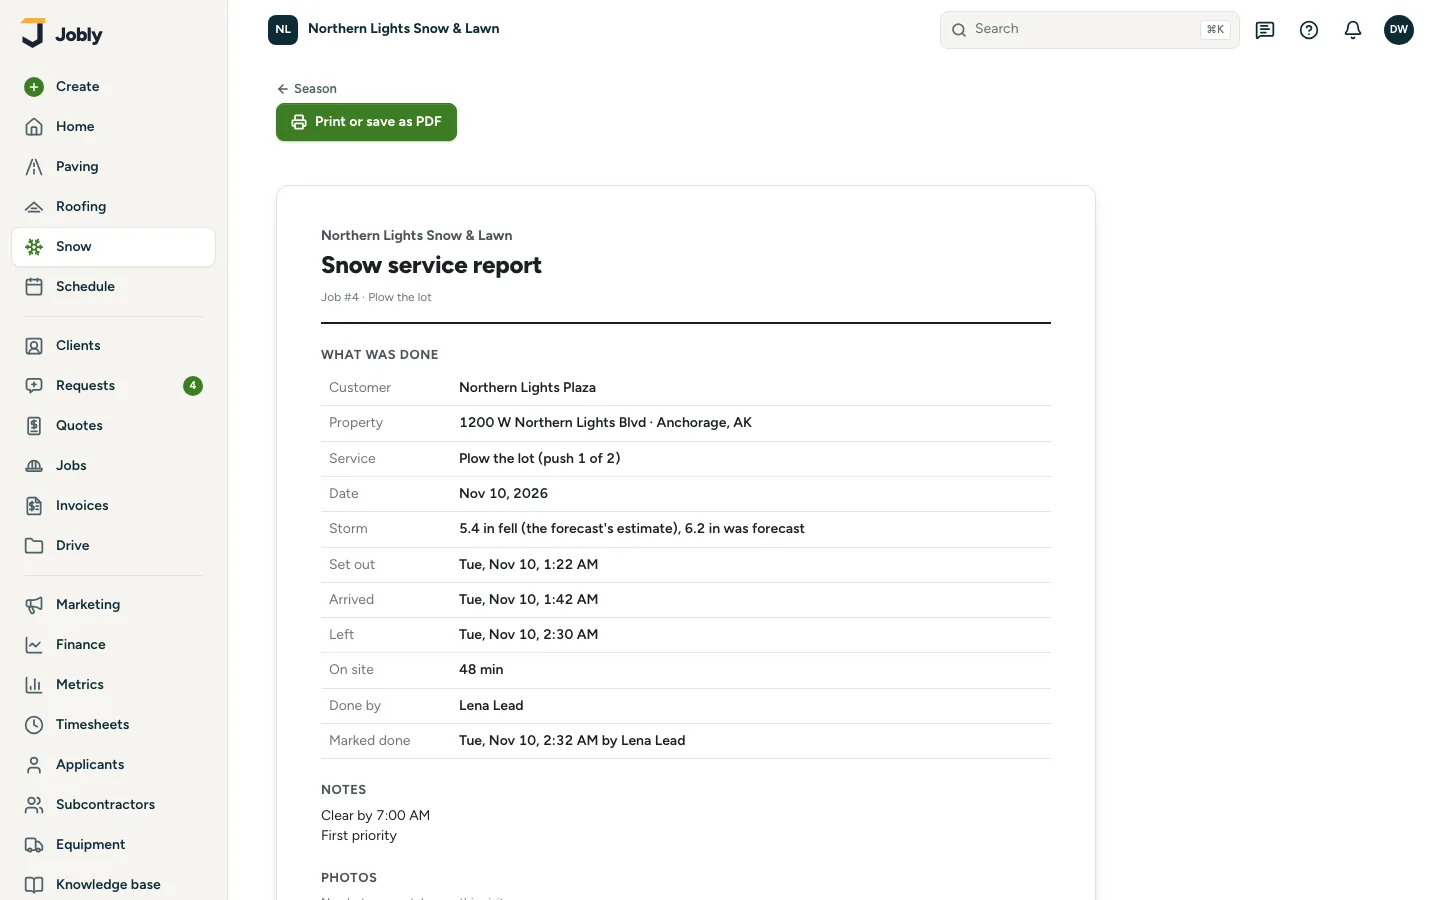 Jobly
NL
Northern Lights Snow & Lawn
Search
⌘K
DW
Create
Home
Paving
Roofing
Snow
Schedule
Clients
Requests
4
Quotes
Jobs
Invoices
Drive
Marketing
Finance
Metrics
Timesheets
Applicants
Subcontractors
Equipment
Knowledge base
Season
Print or save as PDF
Northern Lights Snow & Lawn
Snow service report
Job #4 · Plow the lot
WHAT WAS DONE
Customer Northern Lights Plaza
Property 1200 W Northern Lights Blvd · Anchorage, AK
Service Plow the lot (push 1 of 2)
Date Nov 10, 2026
Storm 5.4 in fell (the forecast's estimate), 6.2 in was forecast
Set out Tue, Nov 10, 1:22 AM
Arrived Tue, Nov 10, 1:42 AM
Left Tue, Nov 10, 2:30 AM
On site 48 min
Done by Lena Lead
Marked done Tue, Nov 10, 2:32 AM by Lena Lead
NOTES
Clear by 7:00 AM
First priority
PHOTOS